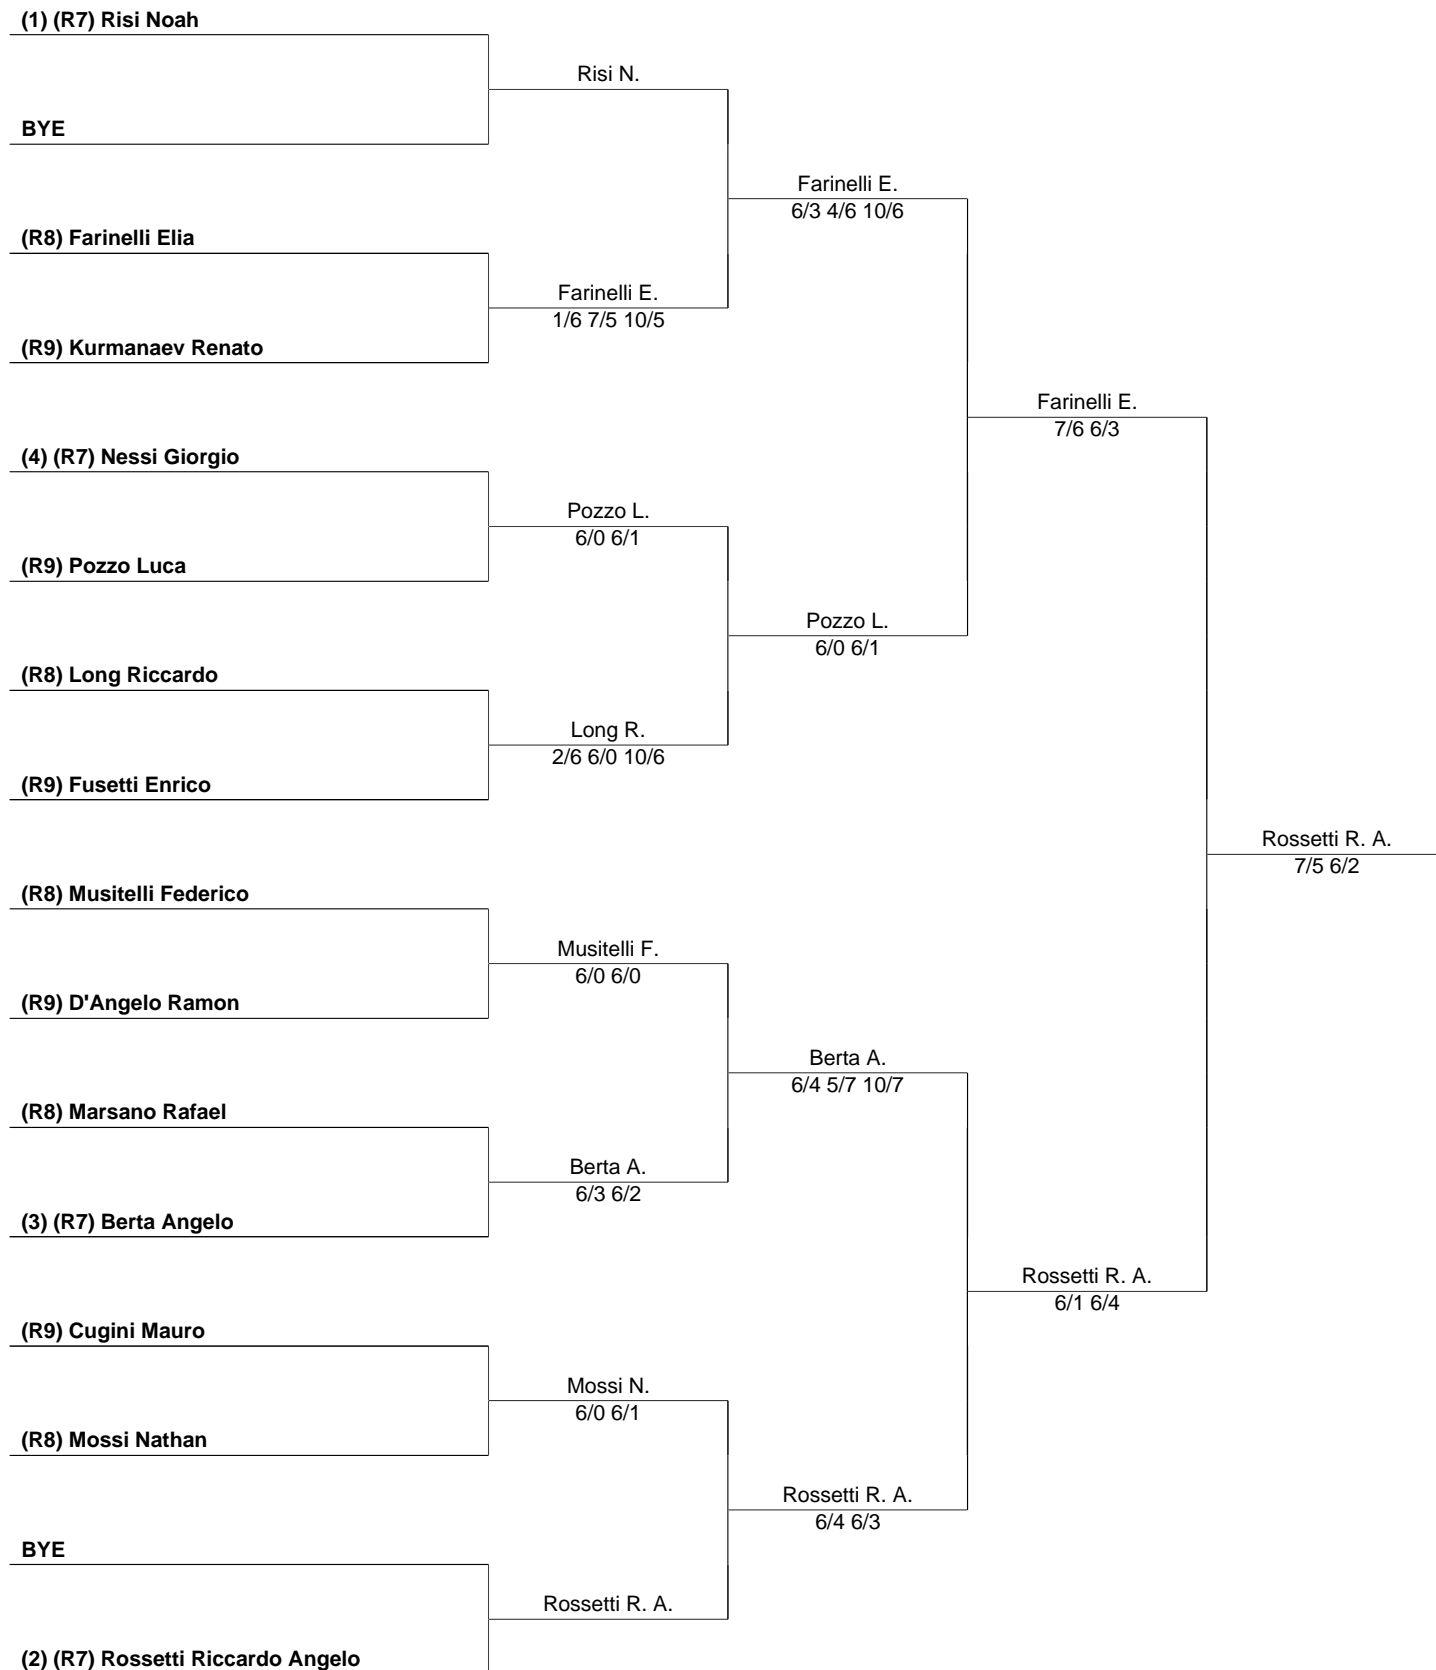 (1) (R7) Risi Noah
Risi N.
BYE
Farinelli E.
6/3 4/6 10/6
(R8) Farinelli Elia
Farinelli E.
1/6 7/5 10/5
(R9) Kurmanaev Renato
Farinelli E.
7/6 6/3
(4) (R7) Nessi Giorgio
Pozzo L.
6/0 6/1
(R9) Pozzo Luca
Pozzo L.
6/0 6/1
(R8) Long Riccardo
Long R.
2/6 6/0 10/6
(R9) Fusetti Enrico
Rossetti R. A.
7/5 6/2
(R8) Musitelli Federico
Musitelli F.
6/0 6/0
(R9) D'Angelo Ramon
Berta A.
6/4 5/7 10/7
(R8) Marsano Rafael
Berta A.
6/3 6/2
(3) (R7) Berta Angelo
Rossetti R. A.
6/1 6/4
(R9) Cugini Mauro
Mossi N.
6/0 6/1
(R8) Mossi Nathan
Rossetti R. A.
6/4 6/3
BYE
Rossetti R. A.
(2) (R7) Rossetti Riccardo Angelo